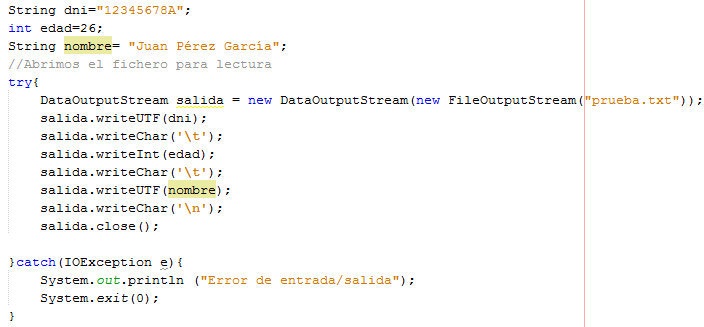 String dni="12345678A";
int edad=26;
String nombre= "Juan Pérez García";
//Abrimos el fichero para lectura
try{
    DataOutputStream salida = new DataOutputStream(new FileOutputStream("prueba.txt"));
    salida.writeUTF(dni);
    salida.writeChar('\t');
    salida.writeInt(edad);
    salida.writeChar('\t');
    salida.writeUTF(nombre);
    salida.writeChar('\n');
    salida.close();

}catch(IOException e){
    System.out.println ("Error de entrada/salida");
    System.exit(0);
}